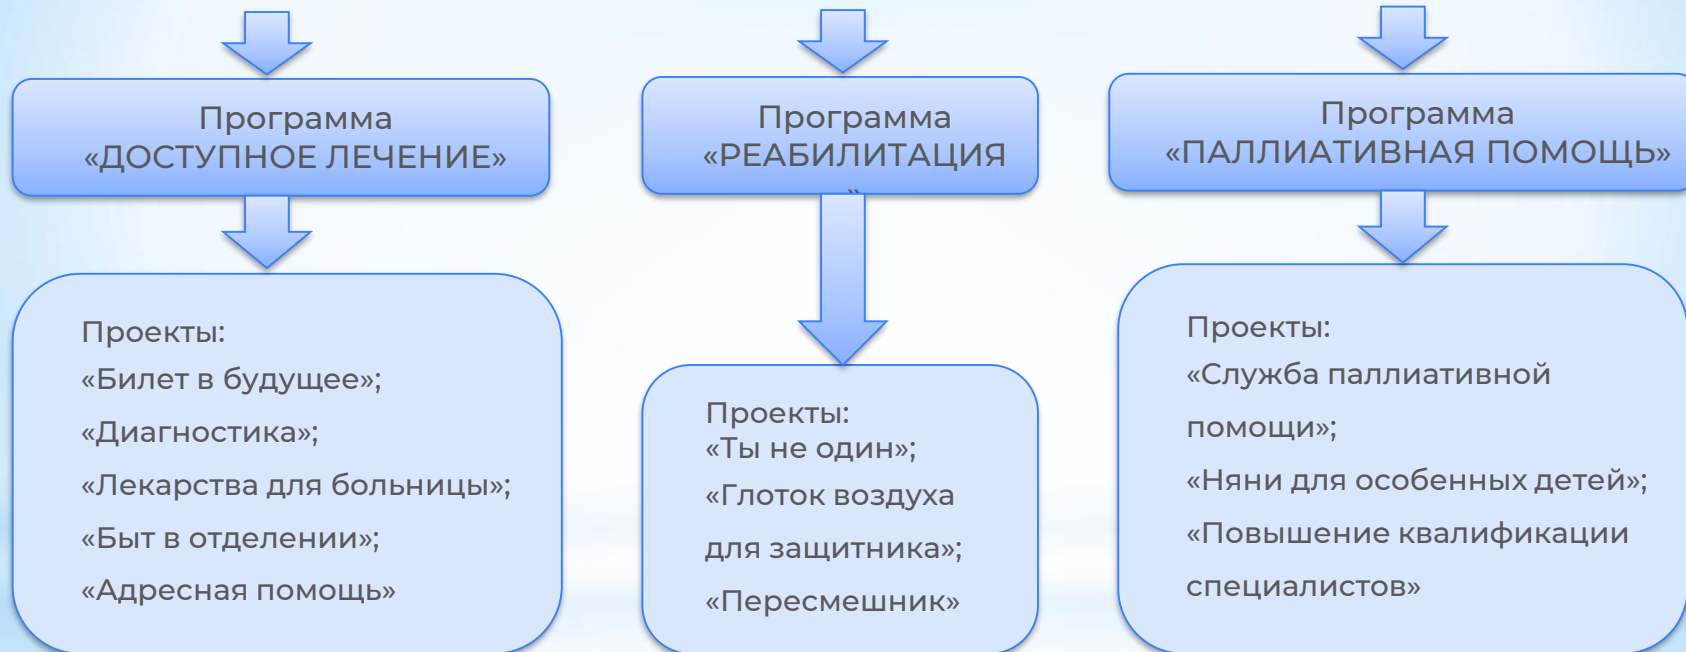 Программа
«ДОСТУПНОЕ ЛЕЧЕНИЕ»
Проекты:
«Билет в будущее»;
«Диагностика»;
«Лекарства для больницы»;
«Быт в отделении»;
«Адресная помощь»
Программа
«РЕАБИЛИТАЦИЯ
»
Проекты:
«Ты не один»;
«Глоток воздуха
для защитника»;
«Пересмешник»
Программа
«ПАЛЛИАТИВНАЯ ПОМОЩЬ»
Проекты:
«Служба паллиативной
помощи»;
«Няни для особенных детей»;
«Повышение квалификации
специалистов»